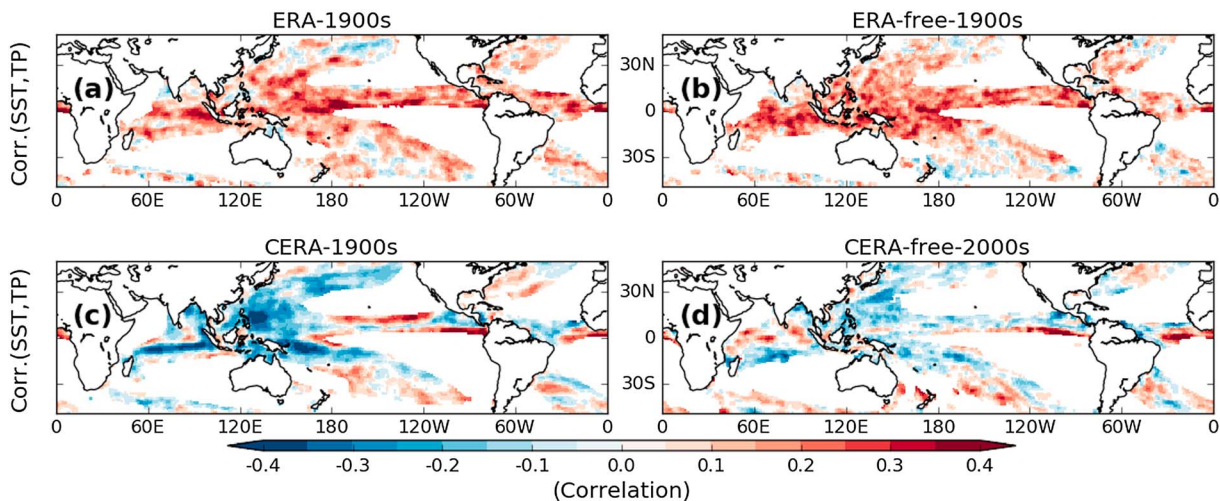 ERA-1900s
ERA-free-1900s
Corr.(SST,TP)
(a)
(b)
30N
0
30S
60E 120E 180 120W 60W 0
0 60E 120E 180 120W 60W 0
CERA-1900s
CERA-free-2000s
Corr.(SST,TP)
(c)
(d)
30N
0
30S
0 60E 120E 180 120W 60W 0
0 60E 120E 180 120W 60W 0
-0.4 -0.3 -0.2 -0.1 0.0 0.1 0.2 0.3 0.4
(Correlation)